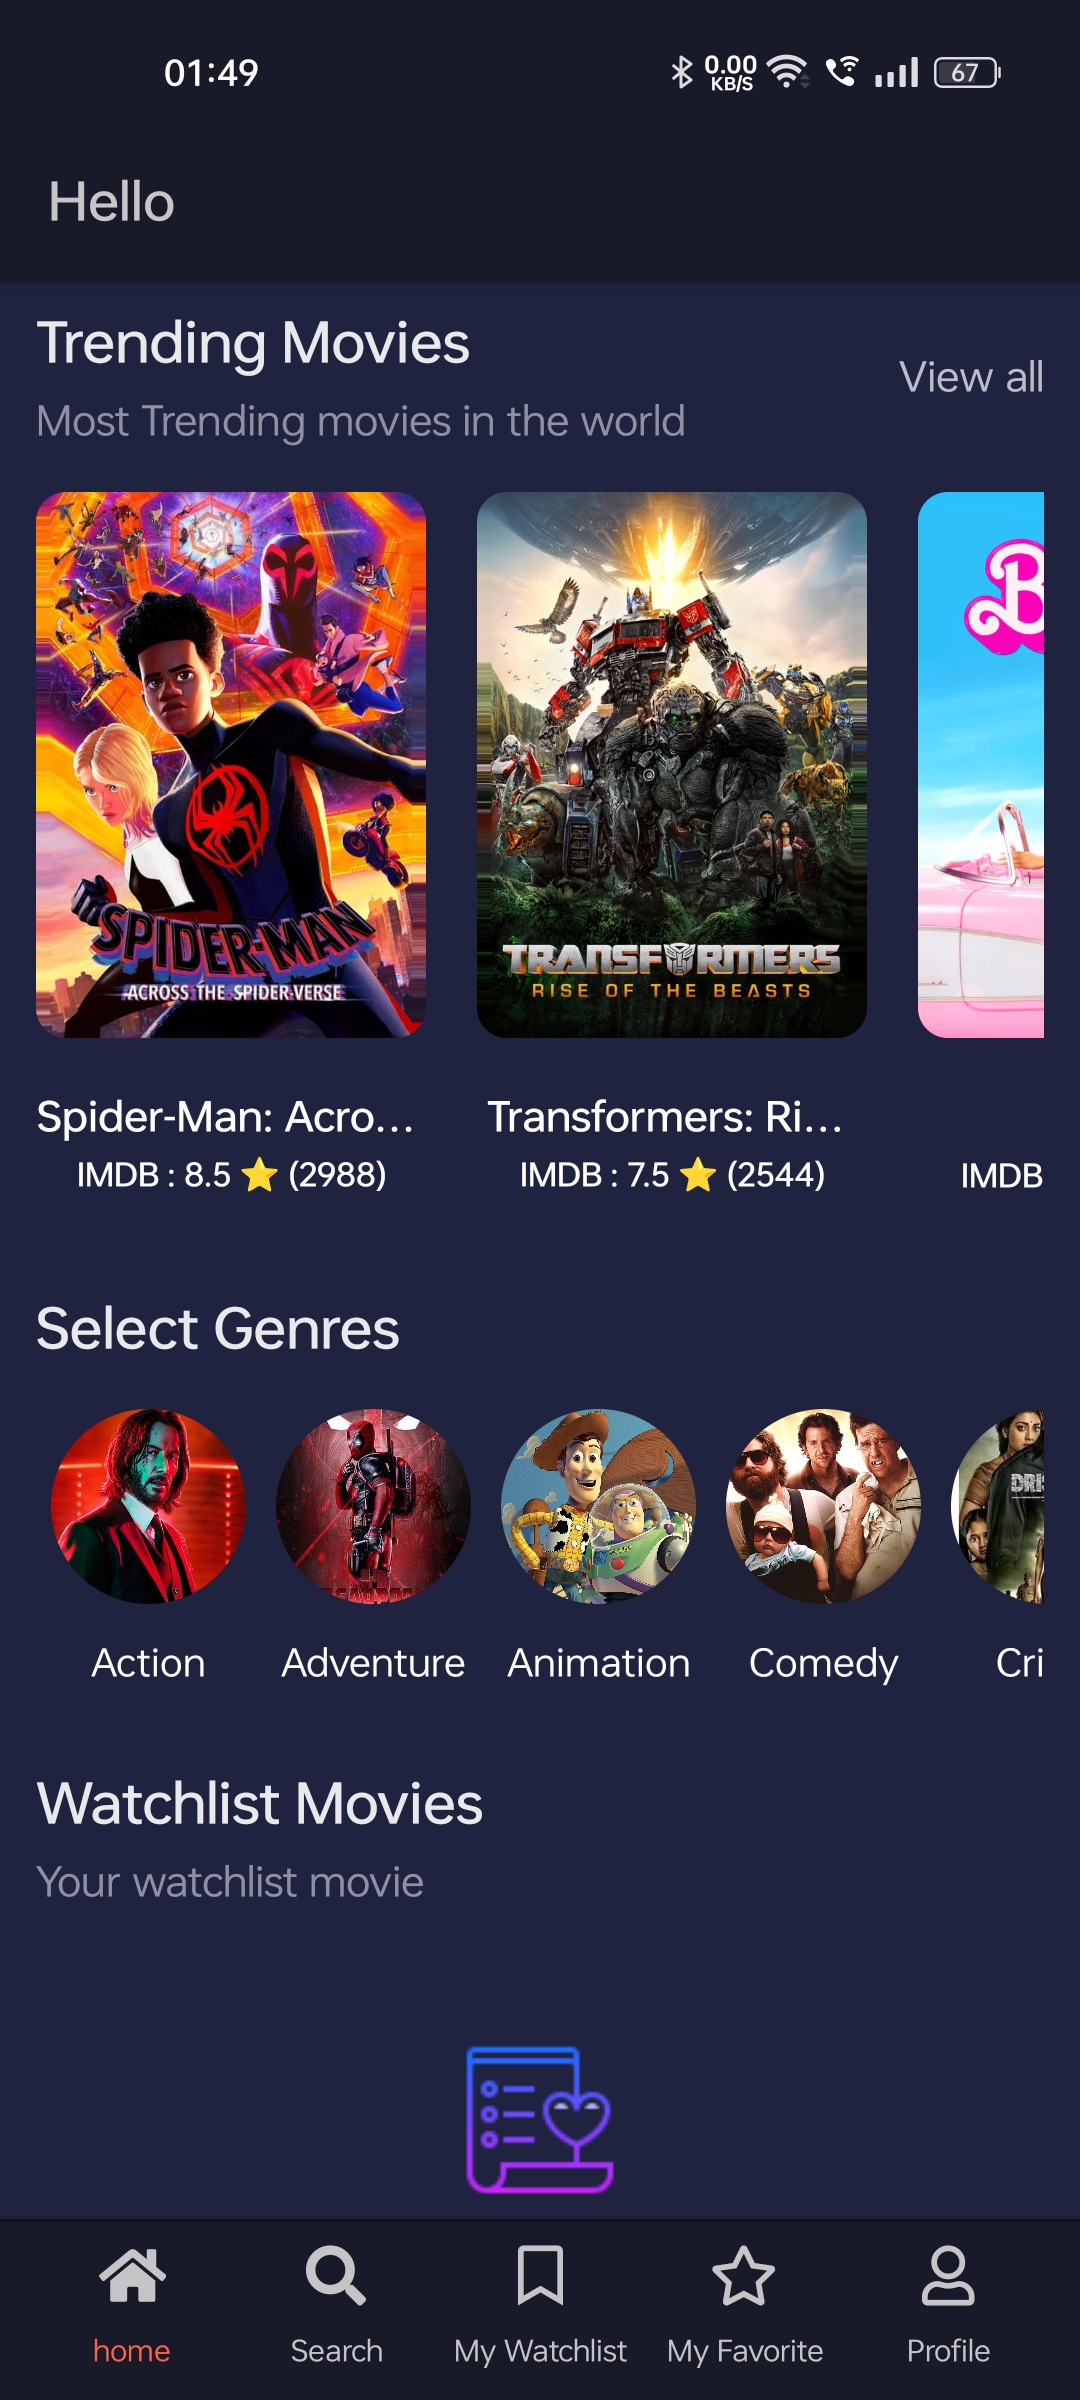 01:49
0.00
KB/S
67
Hello
Trending Movies
View all
Most Trending movies in the world
SPIDER-MAN
ACROSS THE SPIDER-VERSE
TRANSFORMERS
RISE OF THE BEASTS
B
Spider-Man: Acro...
Transformers: Ri...
IMDB : 8.5 ⭐ (2988)
IMDB : 7.5 ⭐ (2544)
IMDB
Select Genres
DRIS
Action
Adventure
Animation
Comedy
Cri
Watchlist Movies
Your watchlist movie
home
Search
My Watchlist
My Favorite
Profile